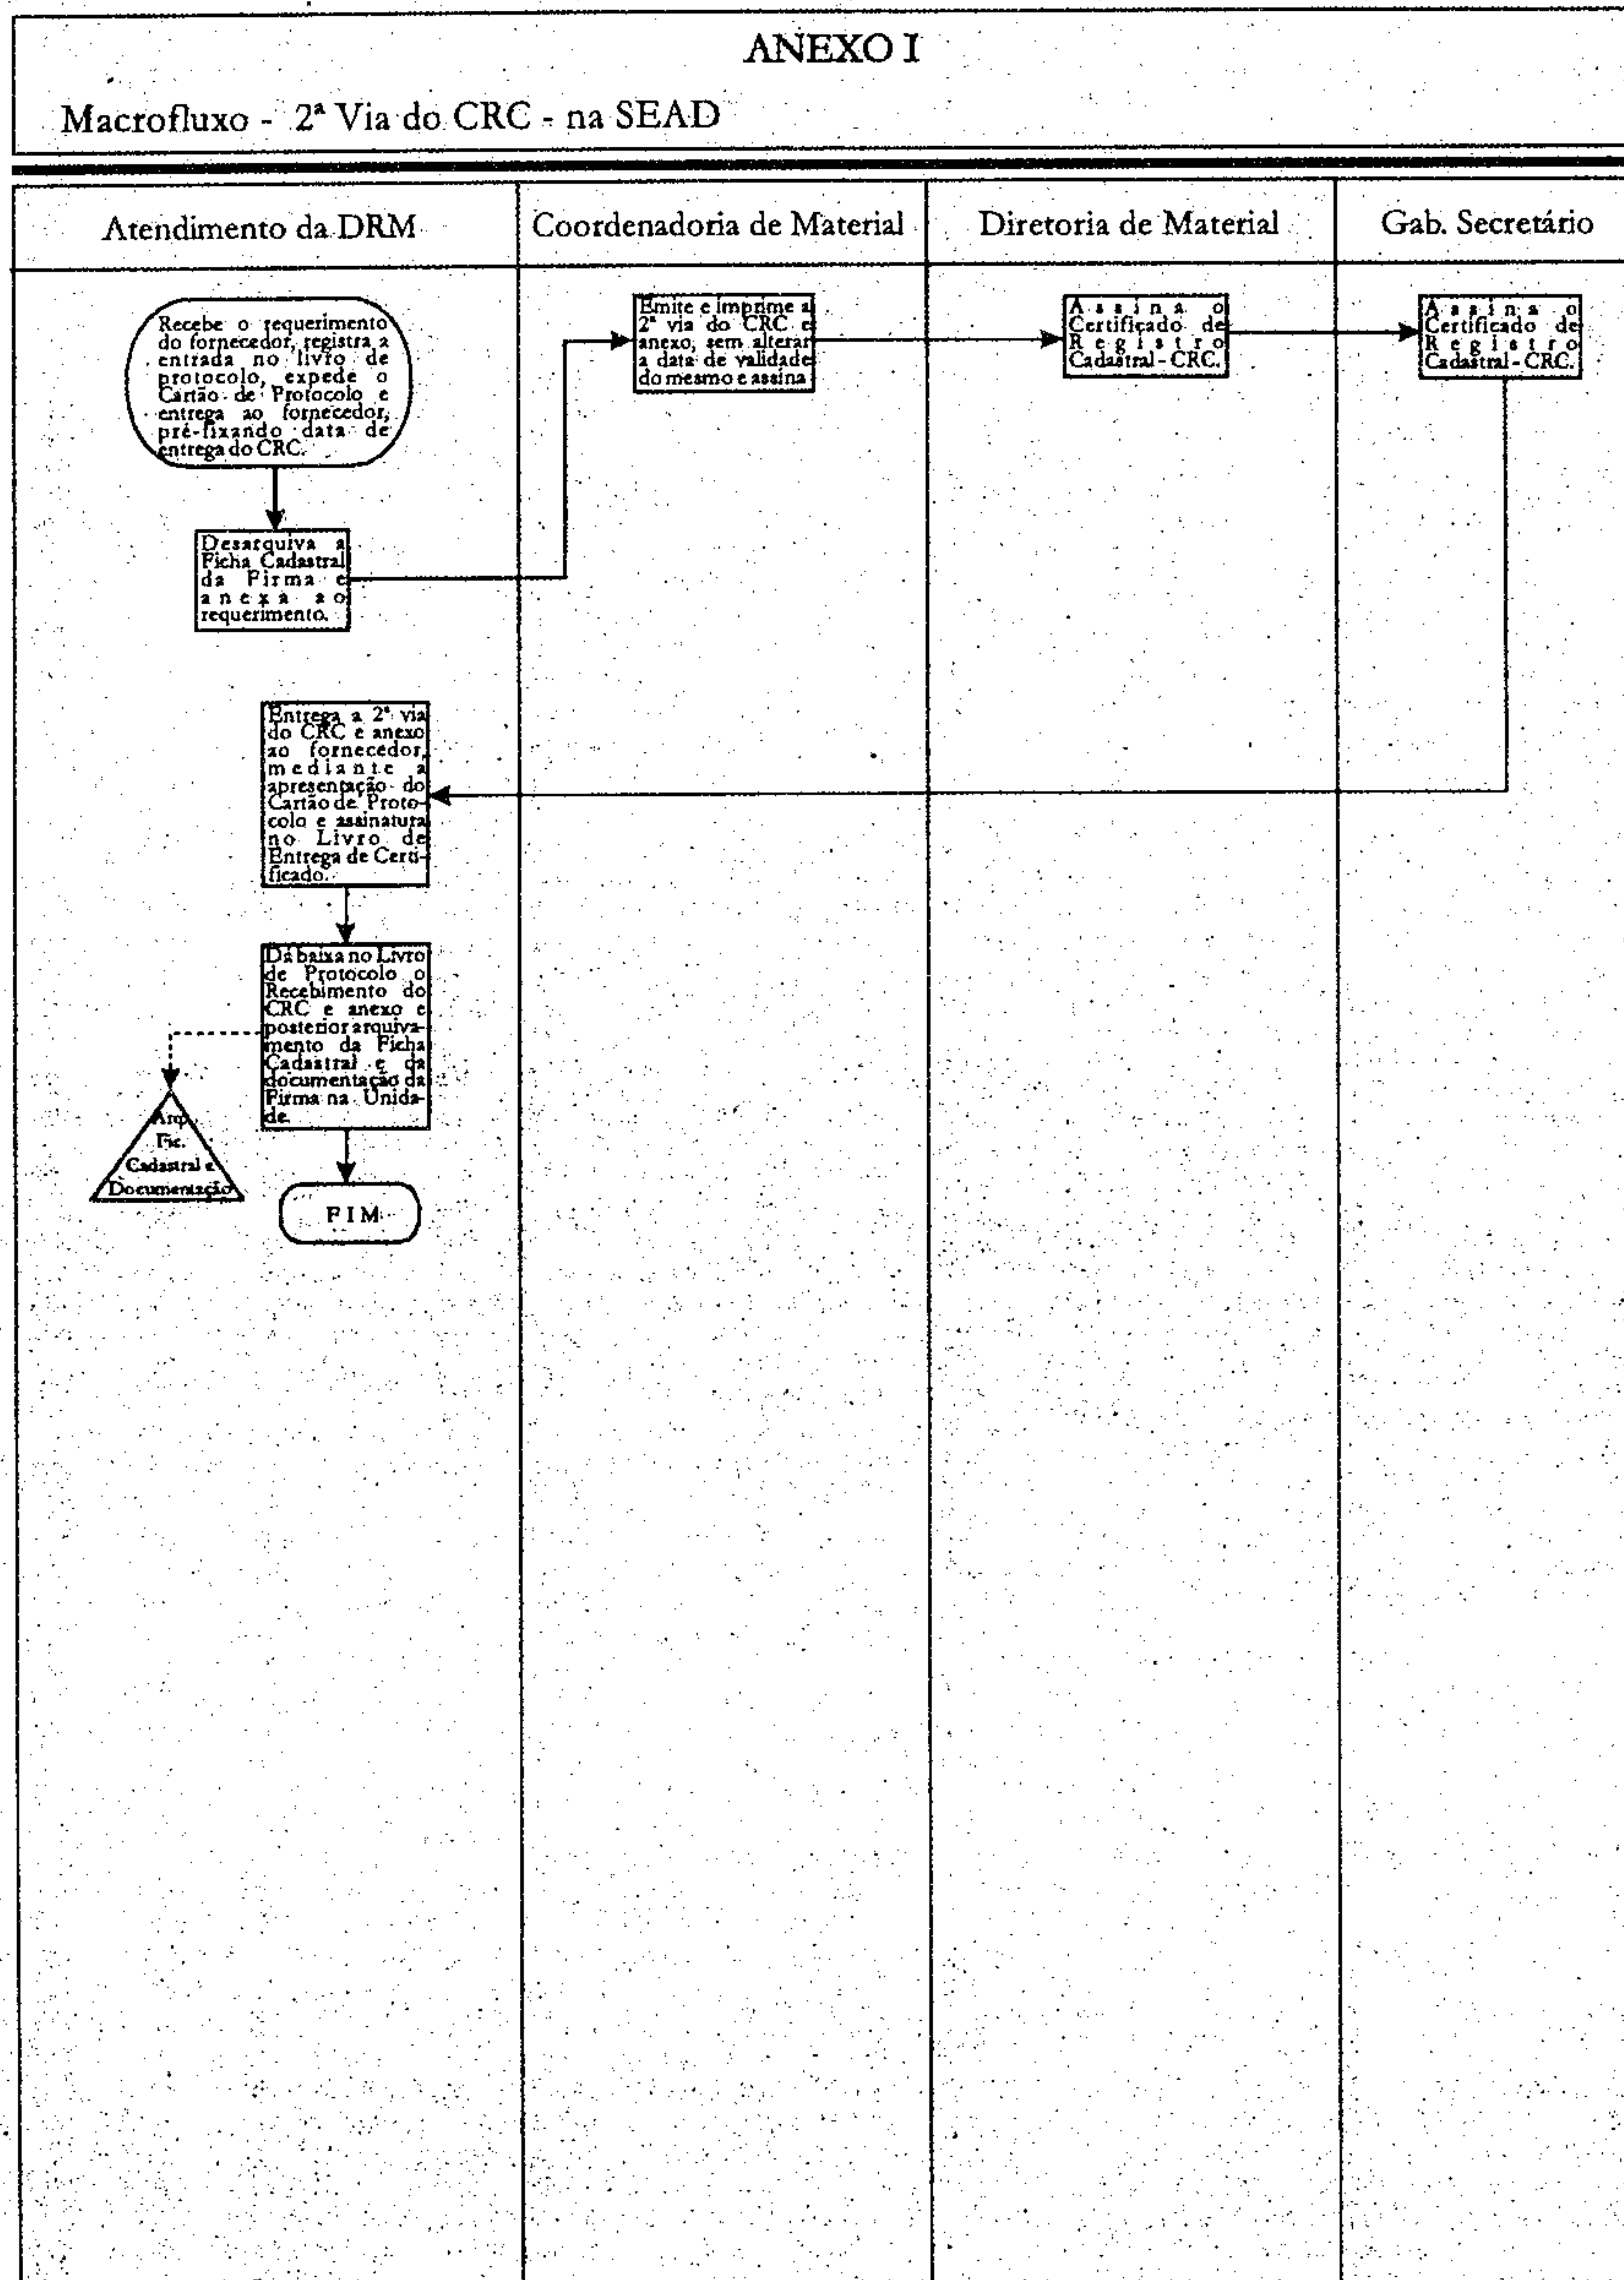 ANEXO I
Macrofluxo - 2ª Via do CRC - na SEAD
Atendimento da DRM
Coordenadoria de Material
Diretoria de Material
Gab. Secretário
Recebe o requerimento
do fornecedor, registra a
entrada no livro de
protocolo, expede o
Cartão de Protocolo e
entrega ao fornecedor,
pré-fixando data de
entrega do CRC.
Desarquiva a
Ficha Cadastral
da Firma e
anexa ao
requerimento.
Emite e imprime a
2ª via do CRC e
anexo, sem alterar
a data de validade
do mesmo e assina
Assina o
Certificado de
Registro
Cadastral - CRC.
Assina o
Certificado de
Registro
Cadastral - CRC.
Entrega a 2ª via
do CRC e anexo
ao fornecedor,
mediante a
apresentação do
Cartão de Proto-
colo e assinatura
no Livro de
Entrega de Certi-
ficado.
Dá baixa no Livro
de Protocolo o
Recebimento do
CRC e anexo e
posterior arquiva-
mento da Ficha
Cadastral e da
documentação da
Firma na Unida-
de.
Arq.
Fic.
Cadastral e
Documentação
FIM